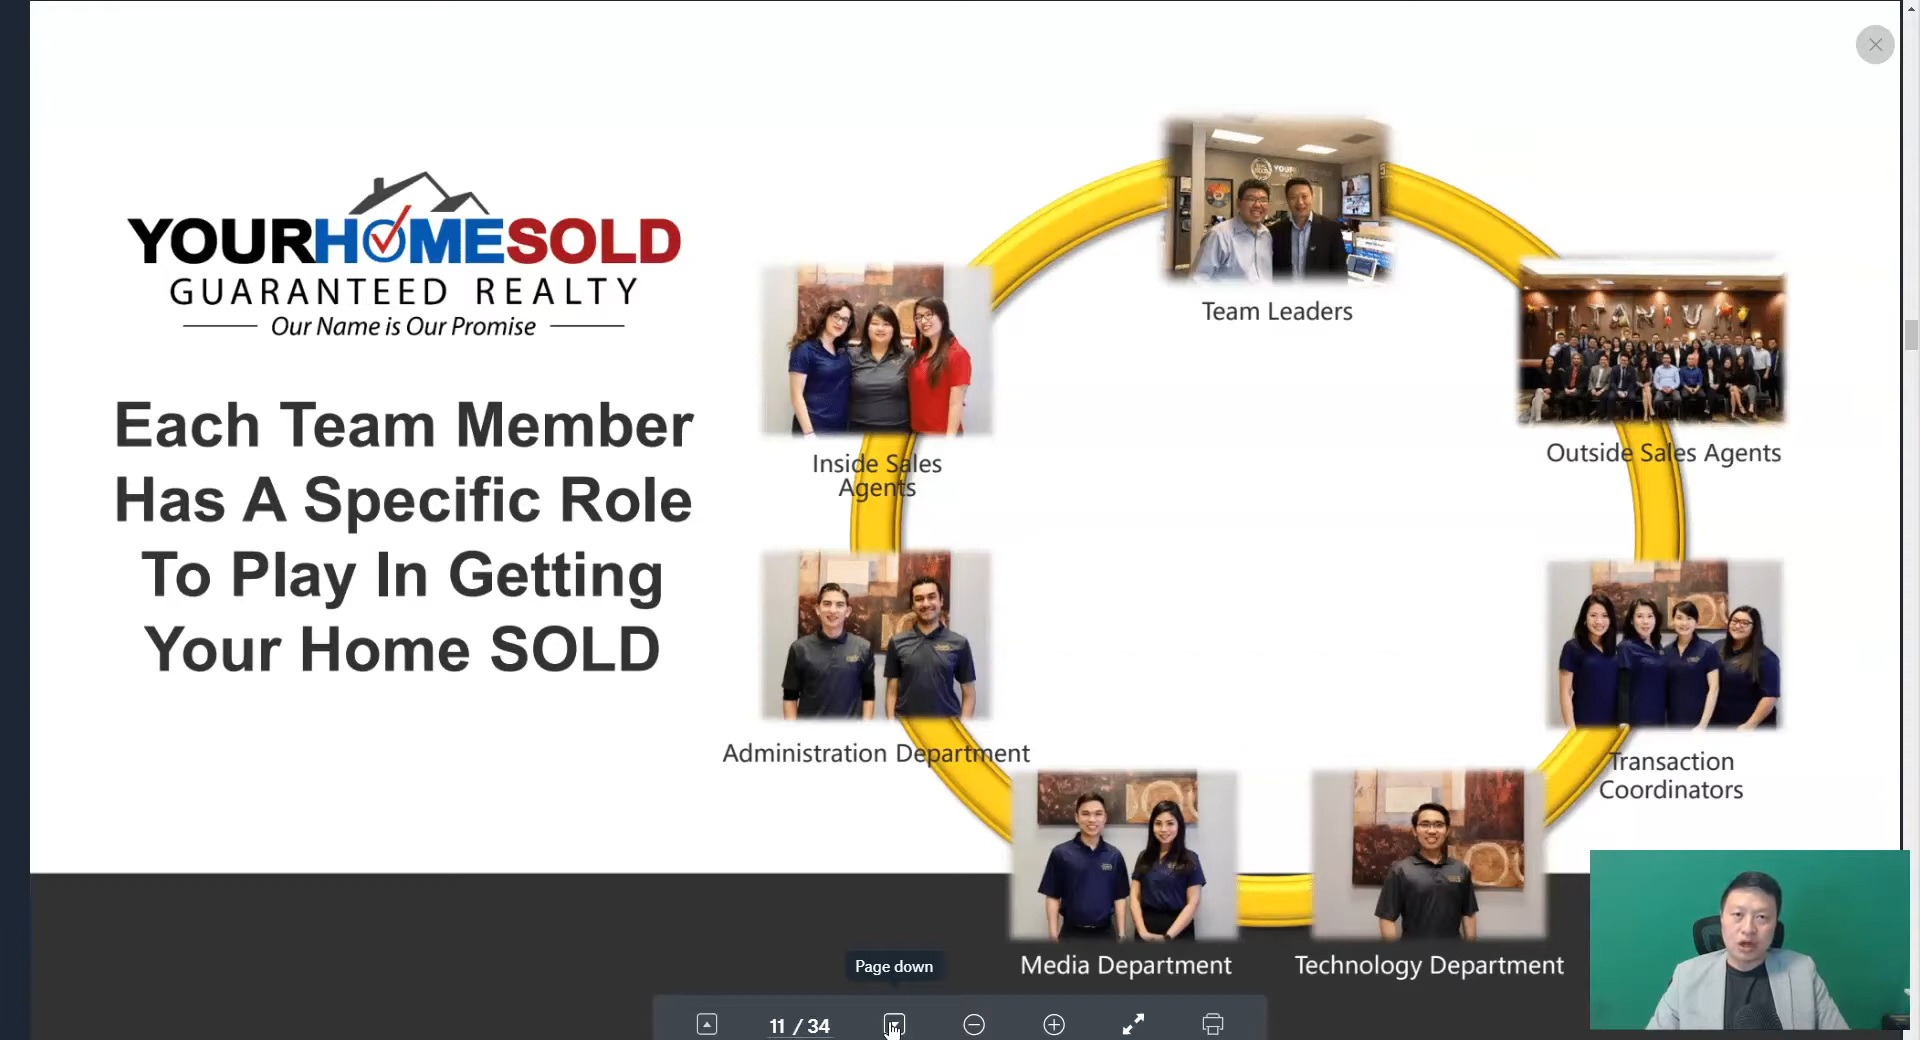 YOURHOMESOLD
GUARANTEED REALTY
Our Name is Our Promise
Each Team Member
Has A Specific Role
To Play In Getting
Your Home SOLD
Team Leaders
TITANIUM
Outside Sales Agents
Inside Sales
Agents
Administration Department
Transaction
Coordinators
Media Department
Technology Department
Page down
11 / 34